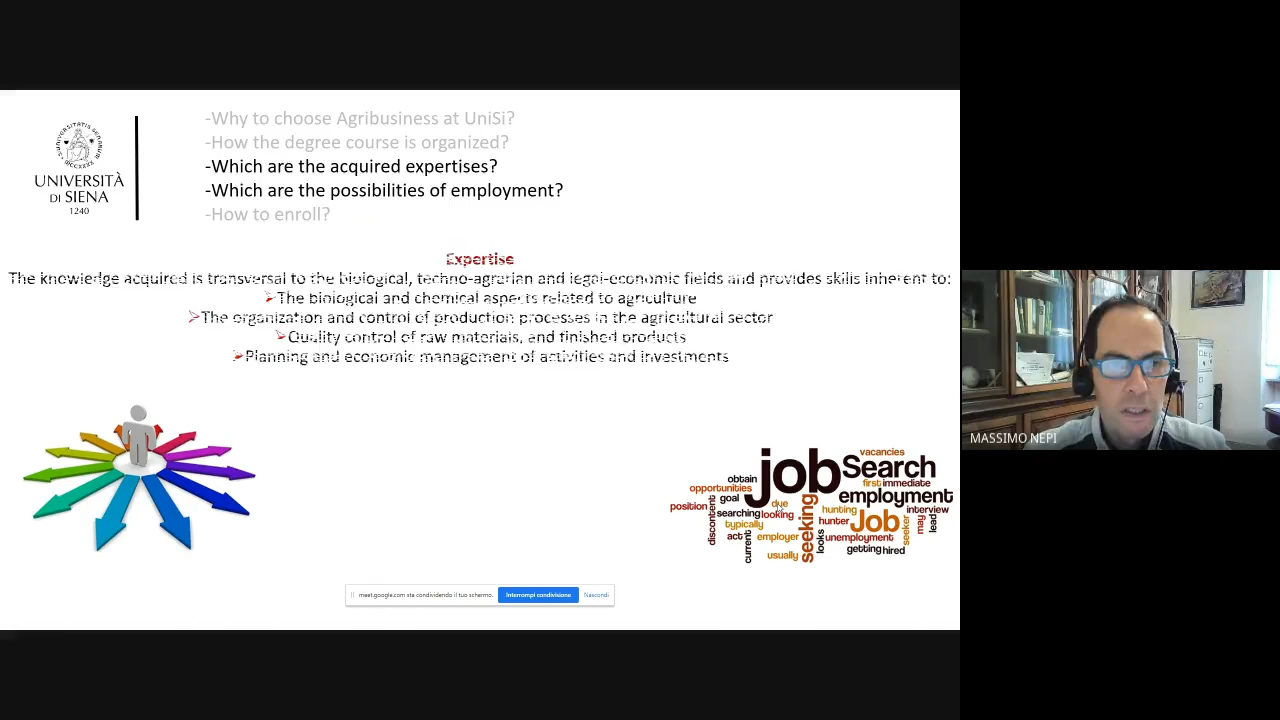 -Why to choose Agribusiness at UniSi?
-How the degree course is organized?
-Which are the acquired expertises?
-Which are the possibilities of employment?
-How to enroll?
UNIVERSITÀ
DI SIENA
1240
Expertise
The knowledge acquired is transversal to the biological, techno-agrarian and legal-economic fields and provides skills inherent to:
The biological and chemical aspects related to agriculture
The organization and control of production processes in the agricultural sector
Quality control of raw materials, and finished products
Planning and economic management of activities and investments
job Search
vacancies
obtain
opportunities
first immediate
goal
employment
position
due
discontent
searching looking
seeking
hunting
interview
typically
hunter
Job
seeker
may
lead
act
current
employer
looks
unemployment
usually
getting hired
meet.google.com sta condividendo il tuo schermo.
Interrompi condivisione
Nascondi
MASSIMO NEPI